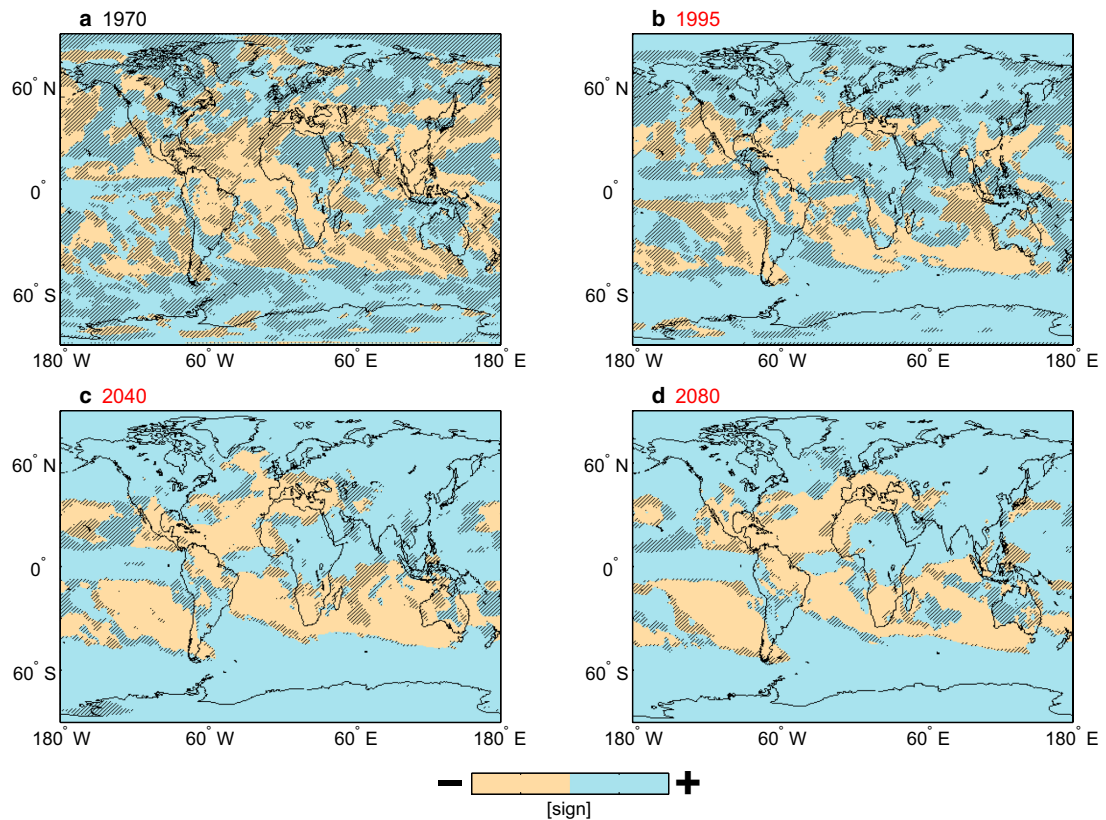 a 1970
b 1995
60° N
0°
60° S
180° W
60° W
60° E
180° E
60° N
0°
60° S
180° W
60° W
60° E
180° E
c 2040
d 2080
60° N
0°
60° S
180° W
60° W
60° E
180° E
60° N
0°
60° S
180° W
60° W
60° E
180° E
− +
[sign]